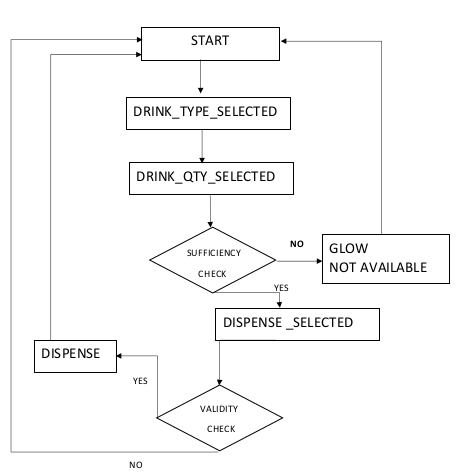 START
DRINK_TYPE_SELECTED
DRINK_QTY_SELECTED
SUFFICIENCY
CHECK
NO
GLOW
NOT AVAILABLE
YES
DISPENSE _SELECTED
DISPENSE
YES
VALIDITY
CHECK
NO